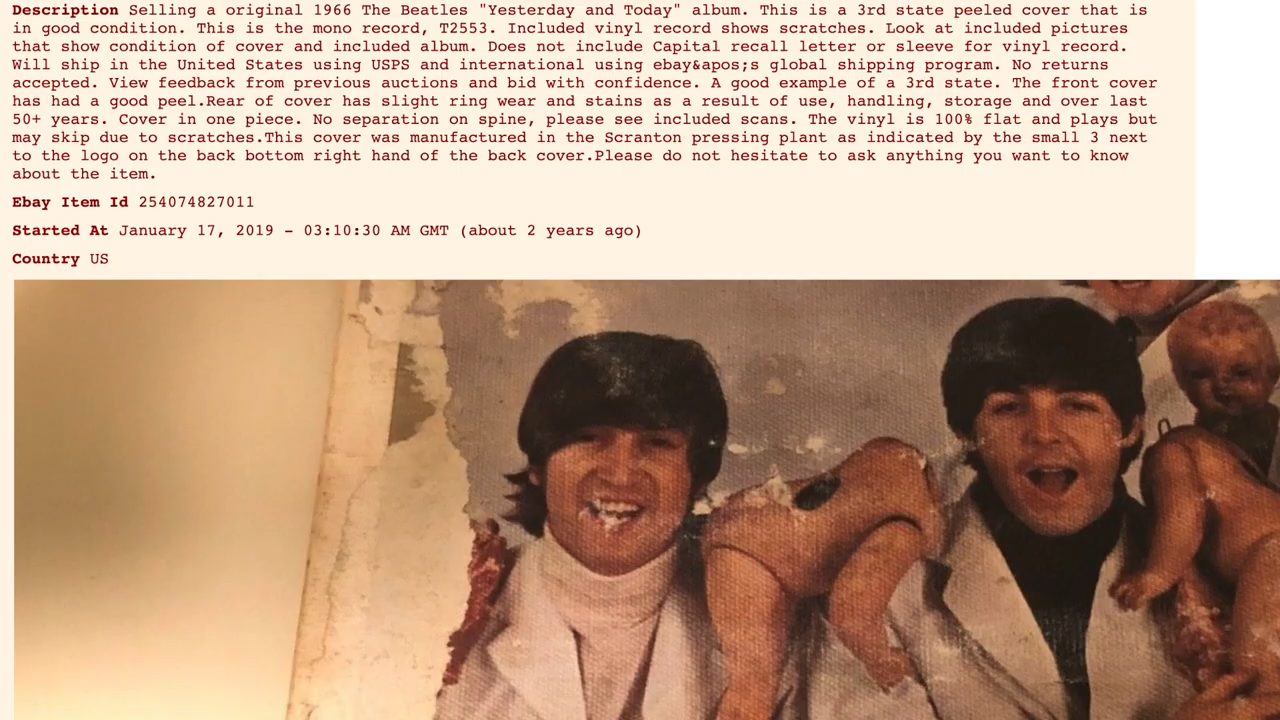 Description Selling a original 1966 The Beatles "Yesterday and Today" album. This is a 3rd state peeled cover that is
in good condition. This is the mono record, T2553. Included vinyl record shows scratches. Look at included pictures
that show condition of cover and included album. Does not include Capital recall letter or sleeve for vinyl record.
Will ship in the United States using USPS and international using ebay&apos;s global shipping program. No returns
accepted. View feedback from previous auctions and bid with confidence. A good example of a 3rd state. The front cover
has had a good peel.Rear of cover has slight ring wear and stains as a result of use, handling, storage and over last
50+ years. Cover in one piece. No separation on spine, please see included scans. The vinyl is 100% flat and plays but
may skip due to scratches.This cover was manufactured in the Scranton pressing plant as indicated by the small 3 next
to the logo on the back bottom right hand of the back cover.Please do not hesitate to ask anything you want to know
about the item.
Ebay Item Id 254074827011
Started At January 17, 2019 - 03:10:30 AM GMT (about 2 years ago)
Country US